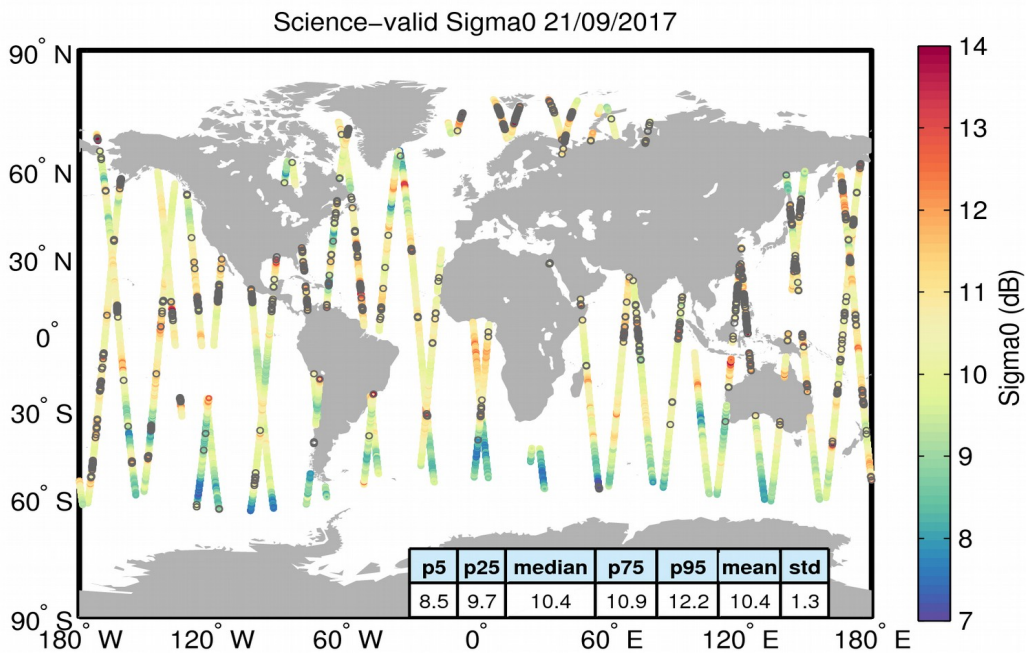 Science−valid Sigma0 21/09/2017
90° N
60° N
30° N
0°
30° S
60° S
90° S
180° W
120° W
60° W
0°
60° E
120° E
180° E
p5 p25 median p75 p95 mean std
8.5 9.7 10.4 10.9 12.2 10.4 1.3
14
13
12
11
10
9
8
7
Sigma0 (dB)